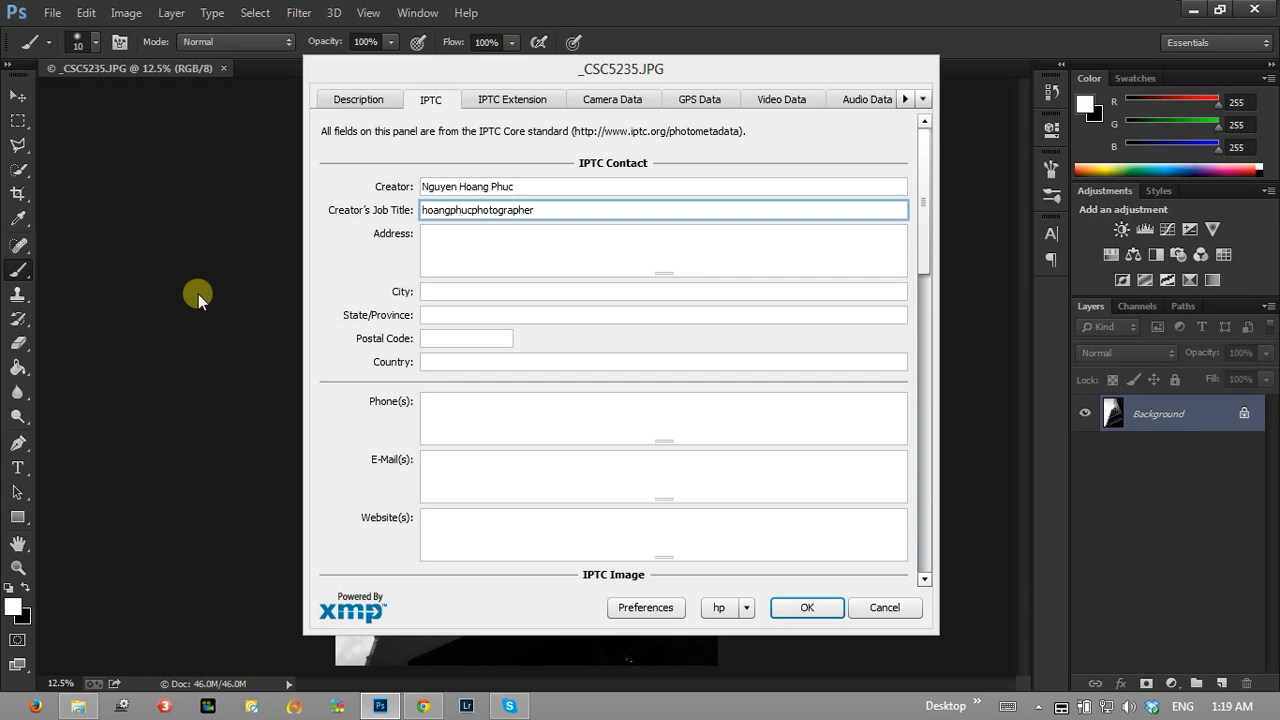 Ps File Edit Image Layer Type Select Filter 3D View Window Help
10 Mode: Normal Opacity: 100% Flow: 100% Essentials
© _CSC5235.JPG @ 12.5% (RGB/8) ×
_CSC5235.JPG
Description IPTC IPTC Extension Camera Data GPS Data Video Data Audio Data
All fields on this panel are from the IPTC Core standard (http://www.iptc.org/photometadata).
IPTC Contact
Creator: Nguyen Hoang Phuc
Creator's Job Title: hoangphucphotographer
Address:
City:
State/Province:
Postal Code:
Country:
Phone(s):
E-Mail(s):
Website(s):
IPTC Image
Powered By
xmp
Preferences hp OK Cancel
Color Swatches
R 255
G 255
B 255
Adjustments Styles
Add an adjustment
Layers Channels Paths
Kind
Normal Opacity: 100%
Lock: Fill: 100%
Background
12.5% © Doc: 46.0M/46.0M
Desktop » ENG 1:19 AM